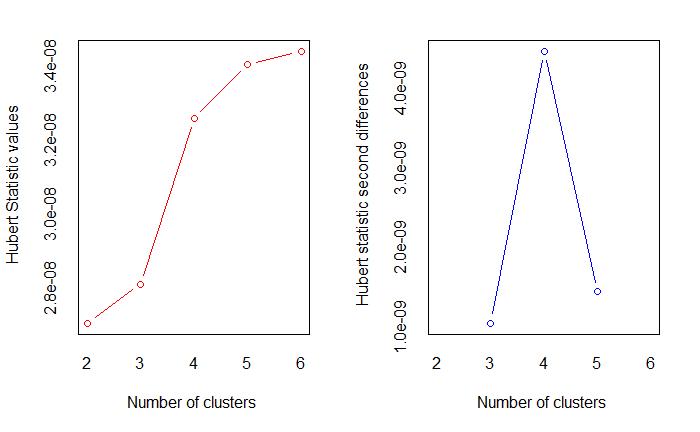 Hubert Statistic values
3.4e-08
3.2e-08
3.0e-08
2.8e-08
2 3 4 5 6
Number of clusters
Hubert statistic second differences
4.0e-09
3.0e-09
2.0e-09
1.0e-09
2 3 4 5 6
Number of clusters